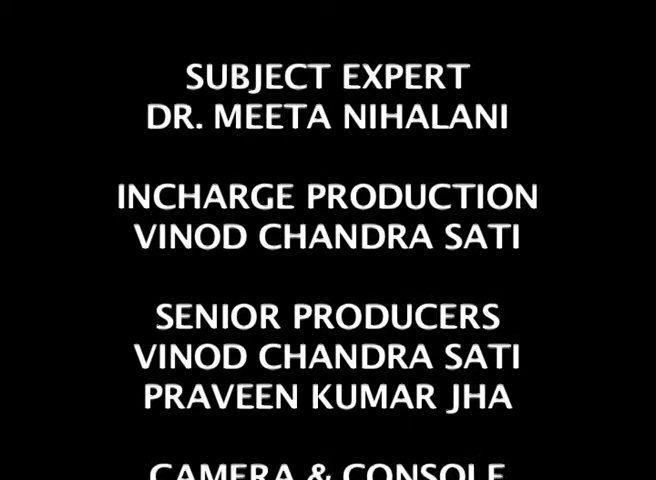 SUBJECT EXPERT
DR. MEETA NIHALANI
INCHARGE PRODUCTION
VINOD CHANDRA SATI
SENIOR PRODUCERS
VINOD CHANDRA SATI
PRAVEEN KUMAR JHA
CAMERA & CONSOLE